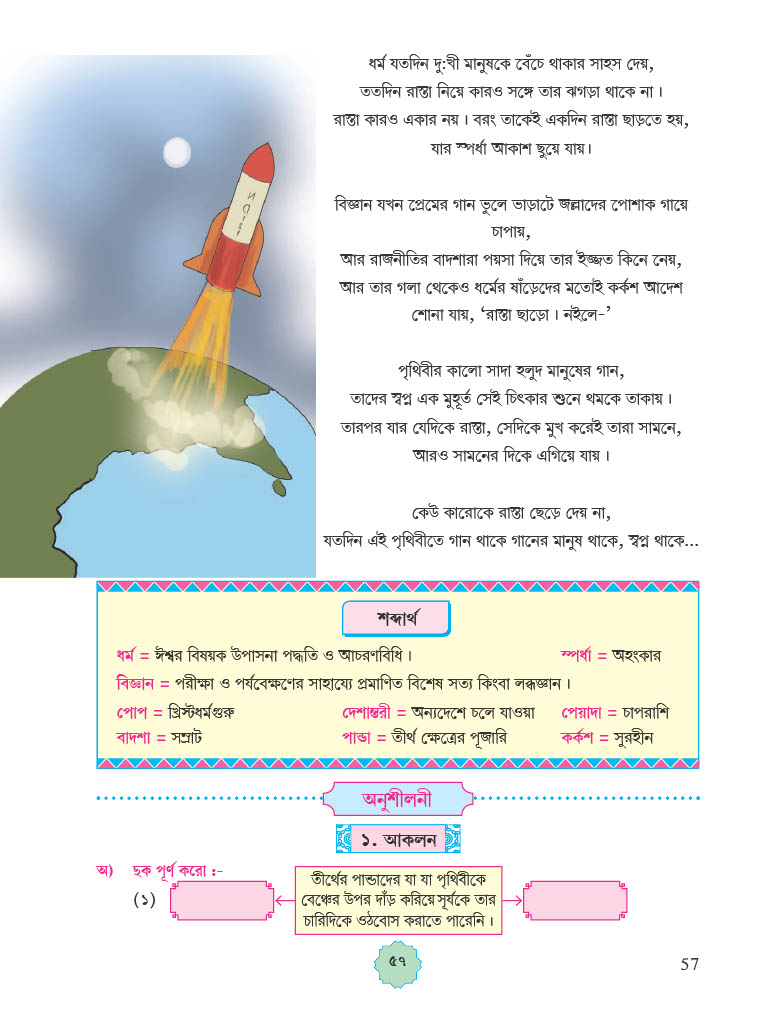 ধর্ম যতদিন দু:খী মানুষকে বেঁচে থাকার সাহস দেয়,
ততদিন রাস্তা নিয়ে কারও সঙ্গে তার ঝগড়া থাকে না ।
রাস্তা কারও একার নয় । বরং তাকেই একদিন রাস্তা ছাড়তে হয়,
যার স্পর্ধা আকাশ ছুয়ে যায়।
বিজ্ঞান যখন প্রেমের গান ভুলে ভাড়াটে জল্লাদের পোশাক গায়ে
চাপায়,
আর রাজনীতির বাদশারা পয়সা দিয়ে তার ইজ্জত কিনে নেয়,
আর তার গলা থেকেও ধর্মের ষাঁড়েদের মতোই কর্কশ আদেশ
শোনা যায়, ‘রাস্তা ছাড়ো । নইলে-’
পৃথিবীর কালো সাদা হলুদ মানুষের গান,
তাদের স্বপ্ন এক মুহূর্ত সেই চিৎকার শুনে থমকে তাকায় ।
তারপর যার যেদিকে রাস্তা, সেদিকে মুখ করেই তারা সামনে,
আরও সামনের দিকে এগিয়ে যায় ।
কেউ কারোকে রাস্তা ছেড়ে দেয় না,
যতদিন এই পৃথিবীতে গান থাকে গানের মানুষ থাকে, স্বপ্ন থাকে...
শব্দার্থ
ধর্ম = ঈশ্বর বিষয়ক উপাসনা পদ্ধতি ও আচরণবিধি । স্পর্ধা = অহংকার
বিজ্ঞান = পরীক্ষা ও পর্যবেক্ষণের সাহায্যে প্রমাণিত বিশেষ সত্য কিংবা লব্ধজ্ঞান ।
পোপ = খ্রিস্টধর্মগুরু দেশান্তরী = অন্যদেশে চলে যাওয়া পেয়াদা = চাপরাশি
বাদশা = সম্রাট পান্ডা = তীর্থ ক্ষেত্রের পূজারি কর্কশ = সুরহীন
অনুশীলনী
১. আকলন
অ) ছক পূর্ণ করো :-
(১) তীর্থের পান্ডাদের যা যা পৃথিবীকে
বেঞ্চের উপর দাঁড় করিয়ে সূর্যকে তার
চারিদিকে ওঠবোস করাতে পারেনি ।
৫৭
57